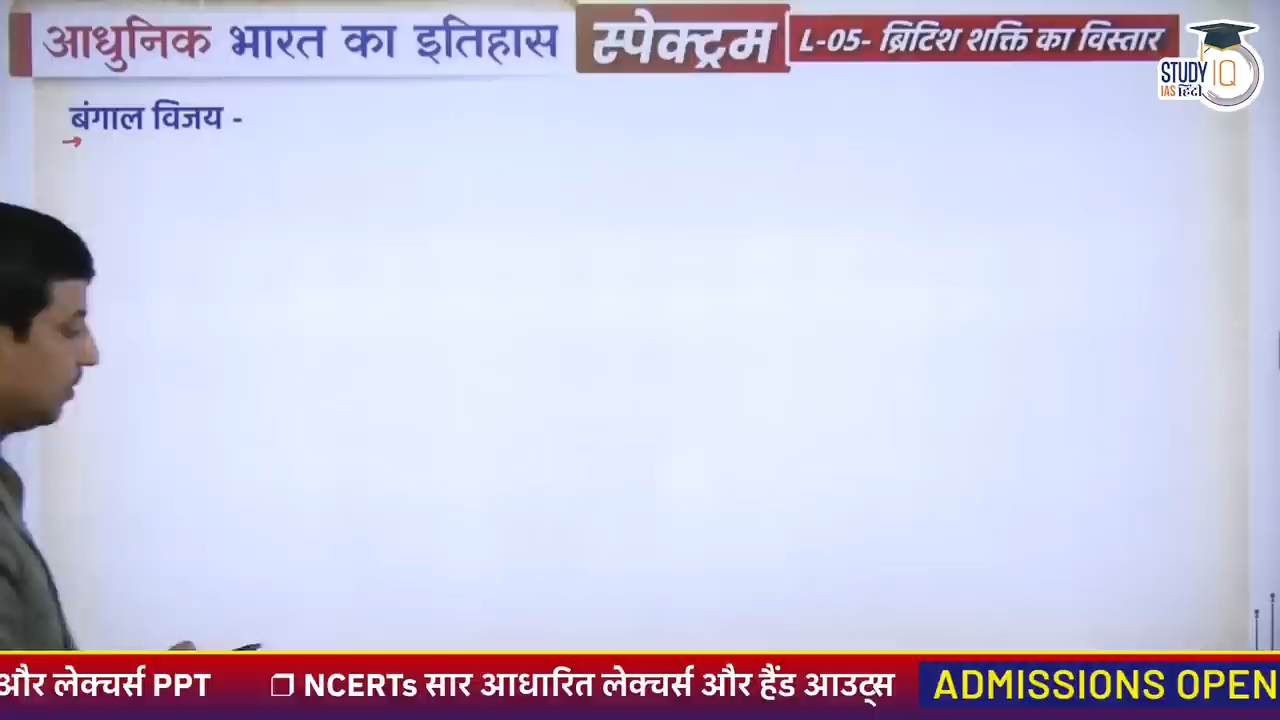 आधुनिक भारत का इतिहास स्पेक्ट्रम L-05- ब्रिटिश शक्ति का विस्तार
STUDY IQ
IAS हिंदी
बंगाल विजय -
और लेक्चर्स PPT ❐ NCERTs सार आधारित लेक्चर्स और हैंड आउट्स ADMISSIONS OPEN